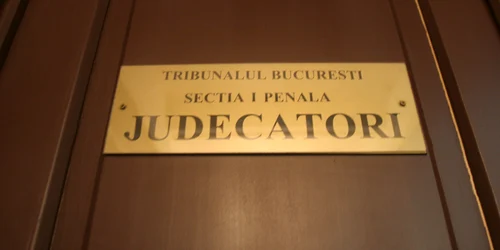 TRIBUNALUL BUCURESTI
SECTIA I PENALA
JUDECATORI